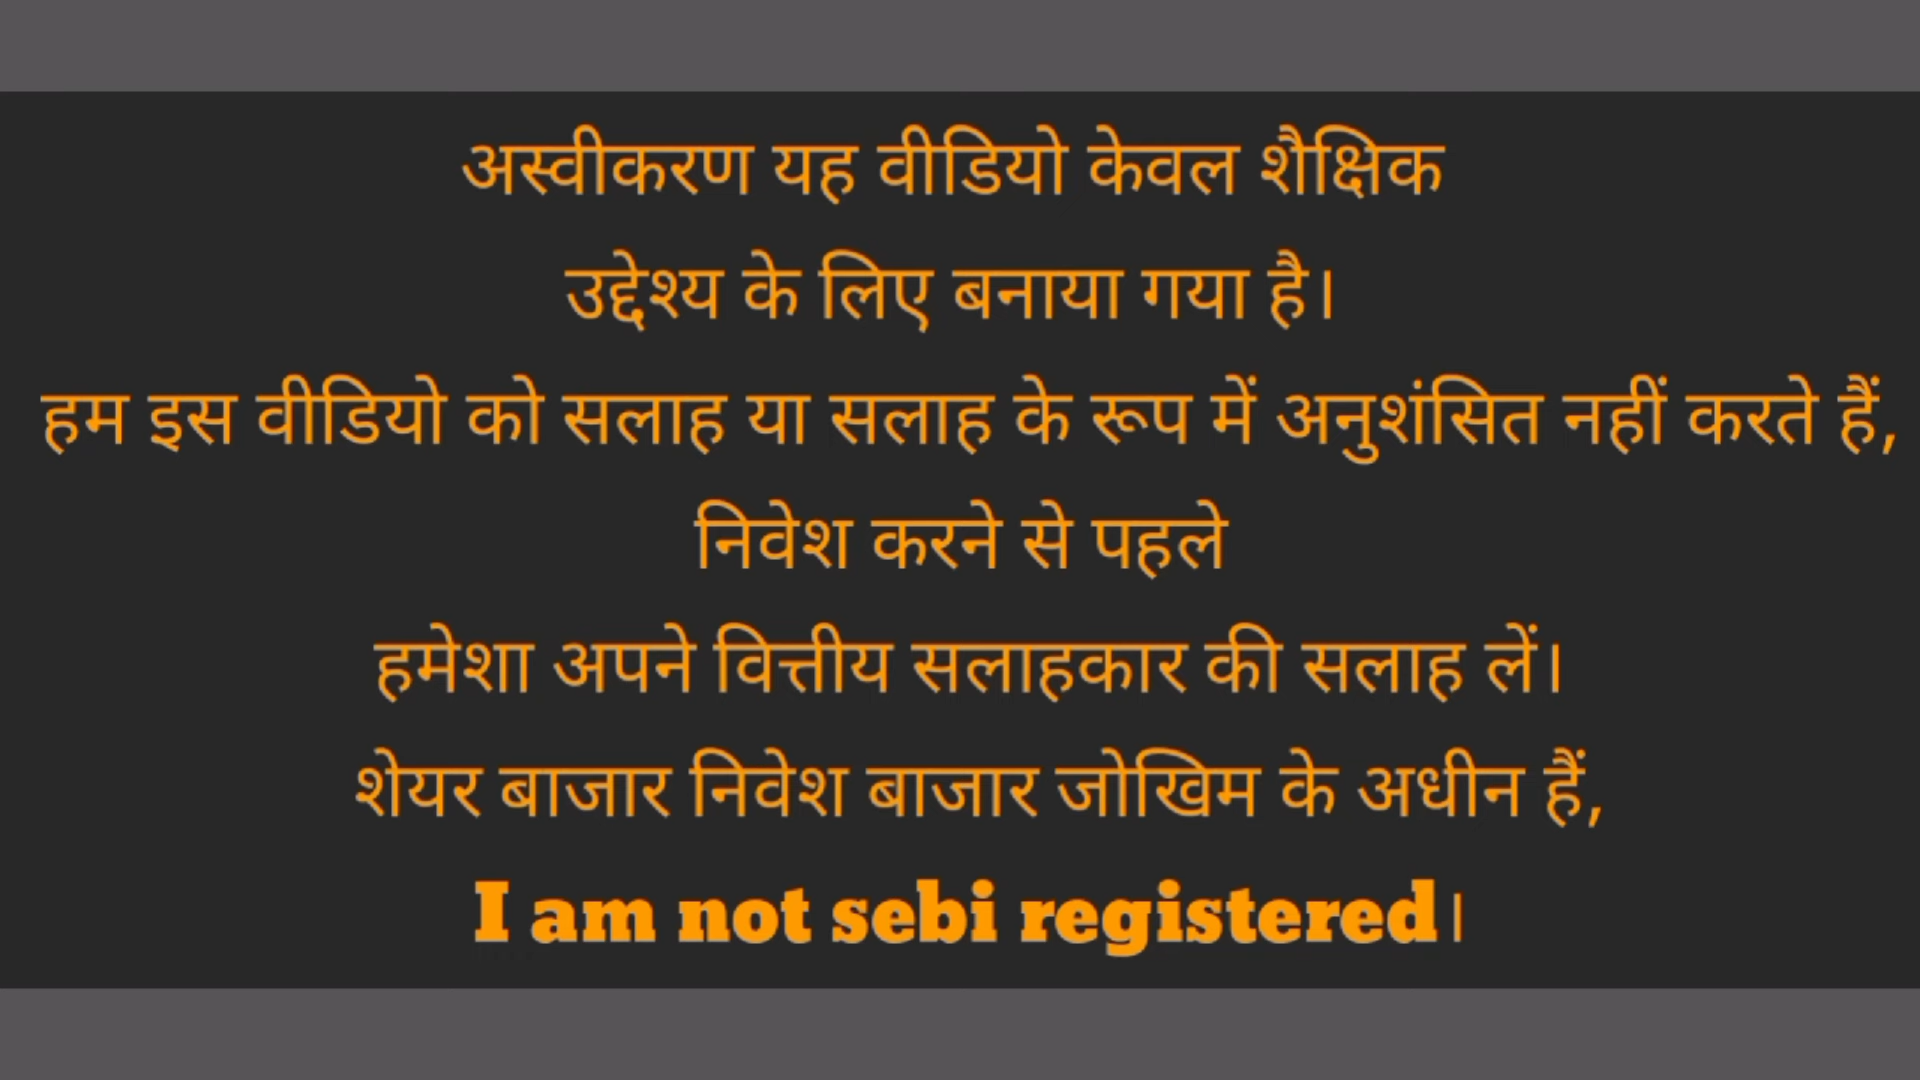 अस्वीकरण यह वीडियो केवल शैक्षिक
उद्देश्य के लिए बनाया गया है।
हम इस वीडियो को सलाह या सलाह के रूप में अनुशंसित नहीं करते हैं,
निवेश करने से पहले
हमेशा अपने वित्तीय सलाहकार की सलाह लें।
शेयर बाजार निवेश बाजार जोखिम के अधीन हैं,
I am not sebi registered।